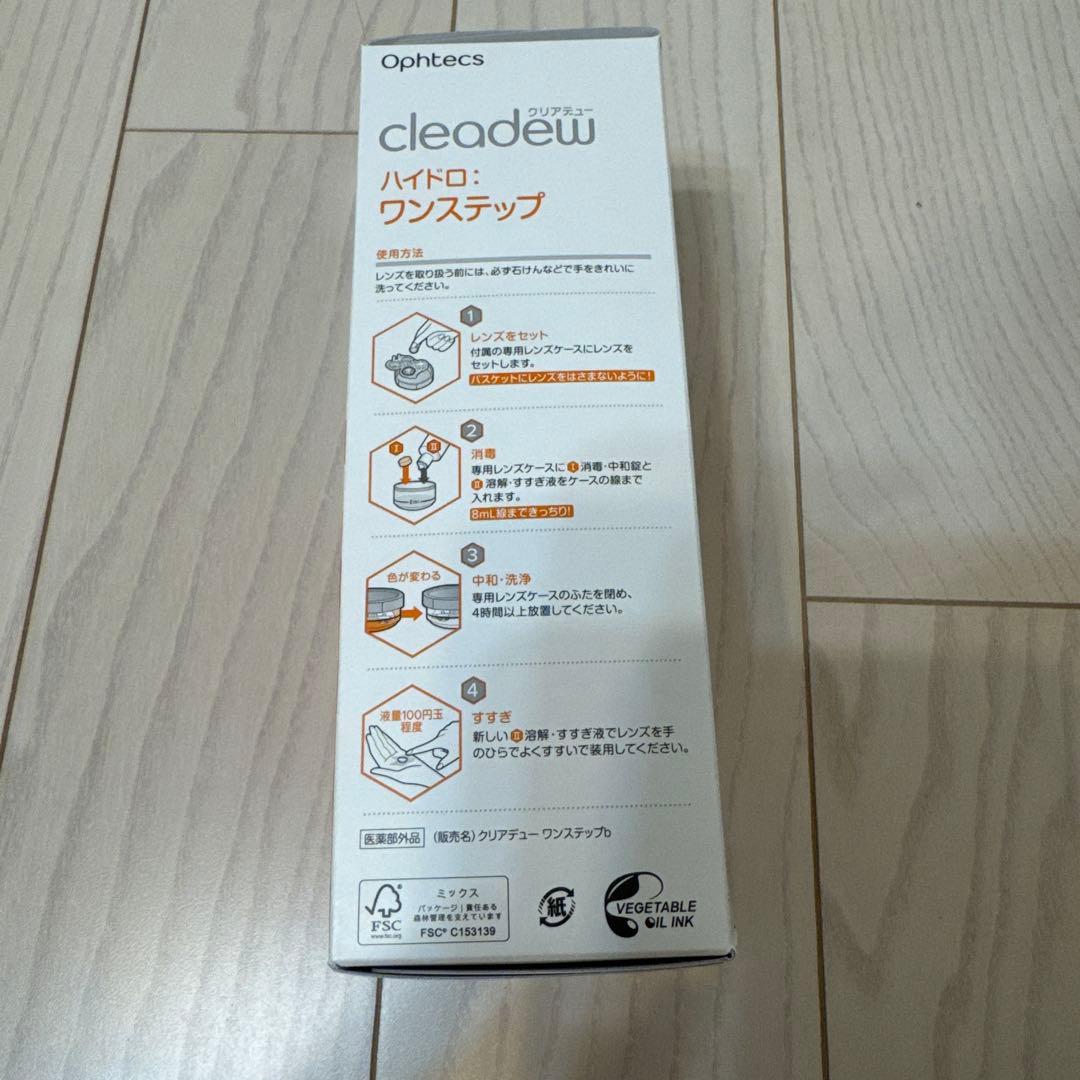 Ophtecs
クリアデュー
cleadew
ハイドロ：
ワンステップ
使用方法
レンズを取り扱う前には、必ず石けんなどで手をきれいに
洗ってください。
1
レンズをセット
付属の専用レンズケースにレンズを
セットします。
バスケットにレンズをはさまないように！
2
I
II
消毒
専用レンズケースに I 消毒・中和錠と
II 溶解・すすぎ液をケースの線まで
入れます。
8mL線まできっちり！
3
色が変わる
中和・洗浄
専用レンズケースのふたを閉め、
4時間以上放置してください。
4
液量100円玉
程度
すすぎ
新しい II 溶解・すすぎ液でレンズを手
のひらでよくすすいで装用してください。
医薬部外品 （販売名）クリアデュー ワンステップb
FSC
www.fsc.org
ミックス
パッケージ｜責任ある
森林管理を支えています
FSC® C153139
紙
VEGETABLE
OIL INK